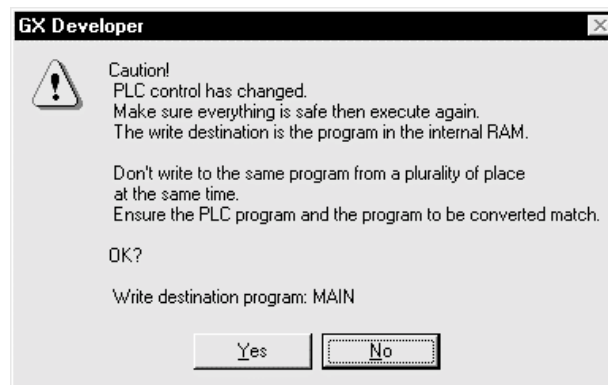 GX Developer
Caution!
PLC control has changed.
Make sure everything is safe then execute again.
The write destination is the program in the internal RAM.
Don't write to the same program from a plurality of place
at the same time.
Ensure the PLC program and the program to be converted match.
OK?
Write destination program: MAIN
Yes No